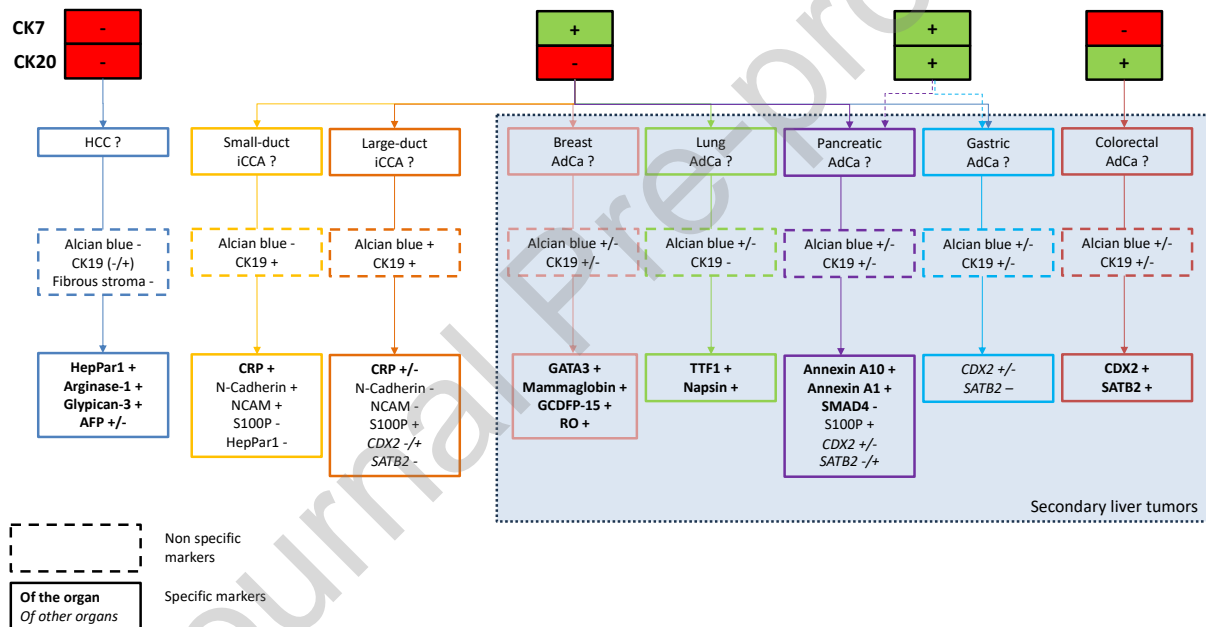 CK7
CK20
-
-
+
-
+
+
-
+
HCC ?
Small-duct
iCCA ?
Large-duct
iCCA ?
Breast
AdCa ?
Lung
AdCa ?
Pancreatic
AdCa ?
Gastric
AdCa ?
Colorectal
AdCa ?
Alcian blue -
CK19 (-/+)
Fibrous stroma -
Alcian blue -
CK19 +
Alcian blue +
CK19 +
Alcian blue +/-
CK19 +/-
Alcian blue +/-
CK19 -
Alcian blue +/-
CK19 +/-
Alcian blue +/-
CK19 +/-
Alcian blue +/-
CK19 +/-
HepPar1 +
Arginase-1 +
Glypican-3 +
AFP +/-
CRP +
N-Cadherin +
NCAM +
S100P -
HepPar1 -
CRP +/-
N-Cadherin -
NCAM -
S100P +
CDX2 -/+
SATB2 -
GATA3 +
Mammaglobin +
GCDFP-15 +
RO +
TTF1 +
Napsin +
Annexin A10 +
Annexin A1 +
SMAD4 -
S100P +
CDX2 +/-
SATB2 -/+
CDX2 +/-
SATB2 –
CDX2 +
SATB2 +
Secondary liver tumors
Non specific
markers
Of the organ
Of other organs
Specific markers
ournal Pre-pro